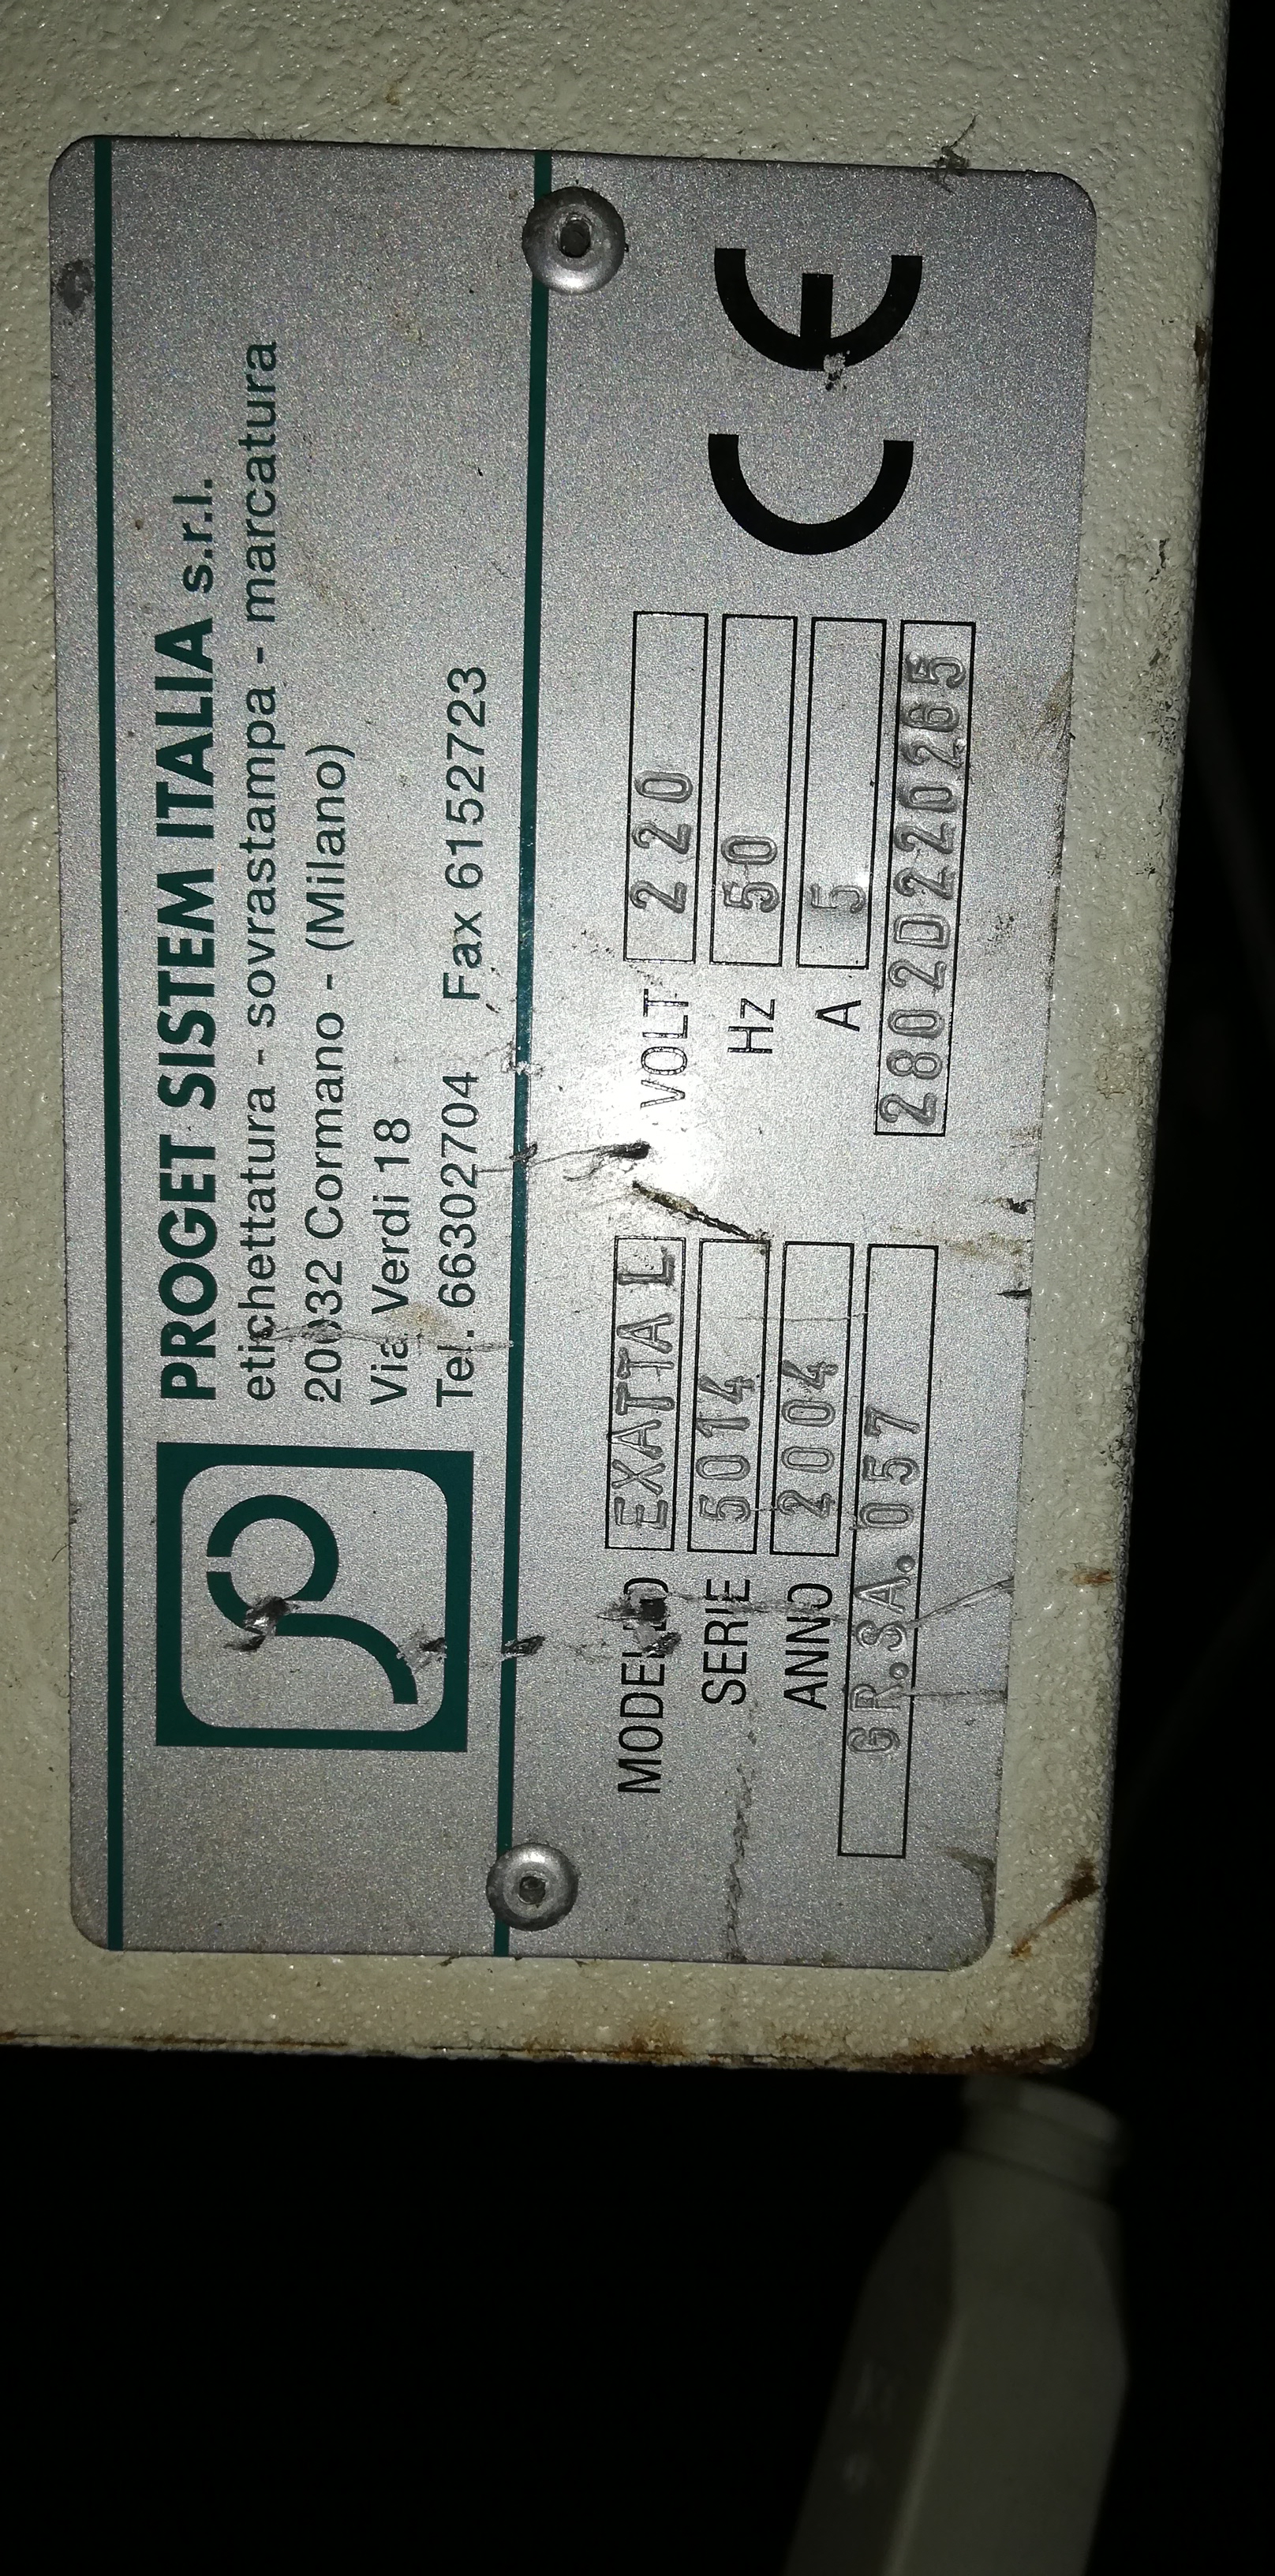 PROGET SISTEM ITALIA s.r.l.
etichettatura - sovrastampa - marcatura
20032 Cormano - (Milano)
Via Verdi 18
Tel. 66302704 Fax 6152723
MODELLO EXATTA L
SERIE 5014
ANNO 2004
GR.SA.057
VOLT 220
Hz 50
A 5
2802D220265
CE